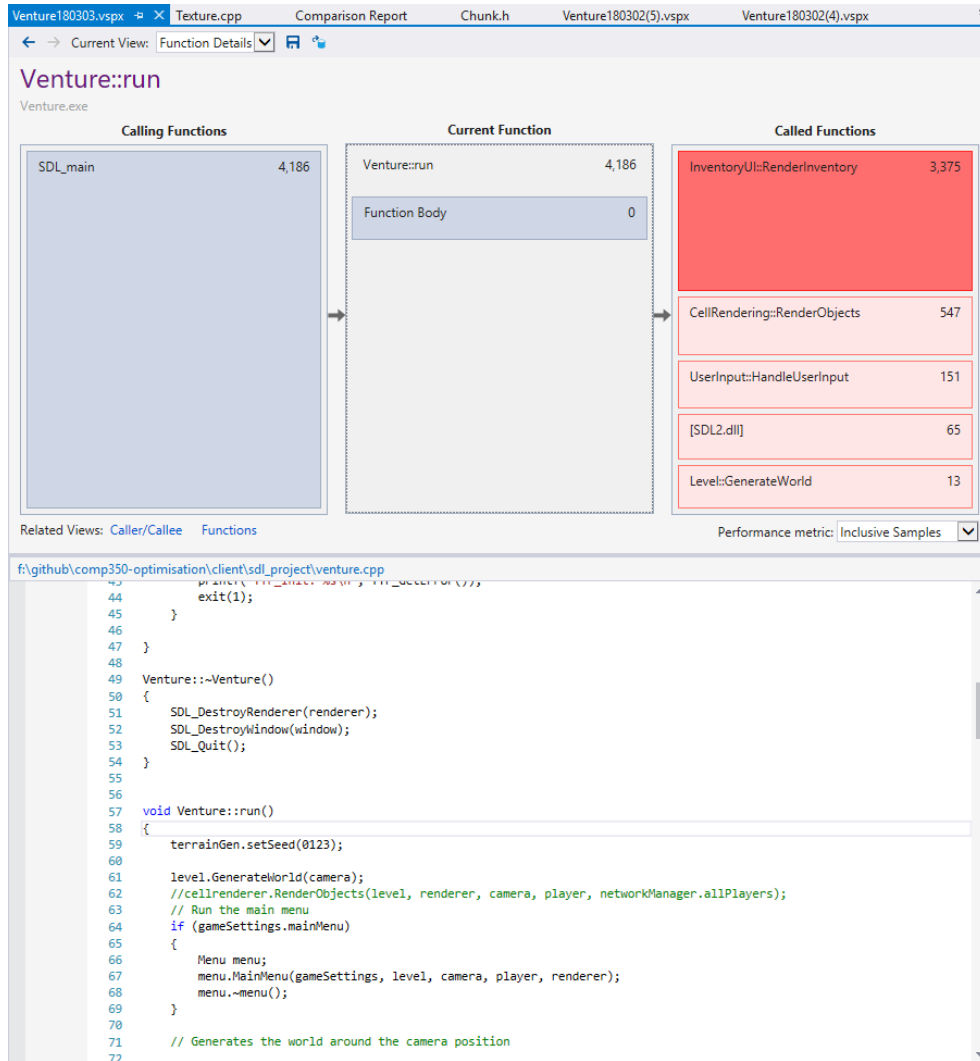 Venture180303.vspx Texture.cpp Comparison Report Chunk.h Venture180302(5).vspx Venture180302(4).vspx
Current View: Function Details
Venture::run
Venture.exe
Calling Functions Current Function Called Functions
SDL_main 4,186 Venture::run 4,186 InventoryUI::RenderInventory 3,375
Function Body 0
CellRendering::RenderObjects 547
UserInput::HandleUserInput 151
[SDL2.dll] 65
Level::GenerateWorld 13
Related Views: Caller/Callee Functions Performance metric: Inclusive Samples
f:\github\comp350-optimisation\client\sdl_project\venture.cpp
44 exit(1);
45 }
46
47 }
48
49 Venture::~Venture()
50 {
51 SDL_DestroyRenderer(renderer);
52 SDL_DestroyWindow(window);
53 SDL_Quit();
54 }
55
56
57 void Venture::run()
58 {
59 terrainGen.setSeed(0123);
60
61 level.GenerateWorld(camera);
62 //cellrenderer.RenderObjects(level, renderer, camera, player, networkManager.allPlayers);
63 // Run the main menu
64 if (gameSettings.mainMenu)
65 {
66 Menu menu;
67 menu.MainMenu(gameSettings, level, camera, player, renderer);
68 menu.~menu();
69 }
70
71 // Generates the world around the camera position
72